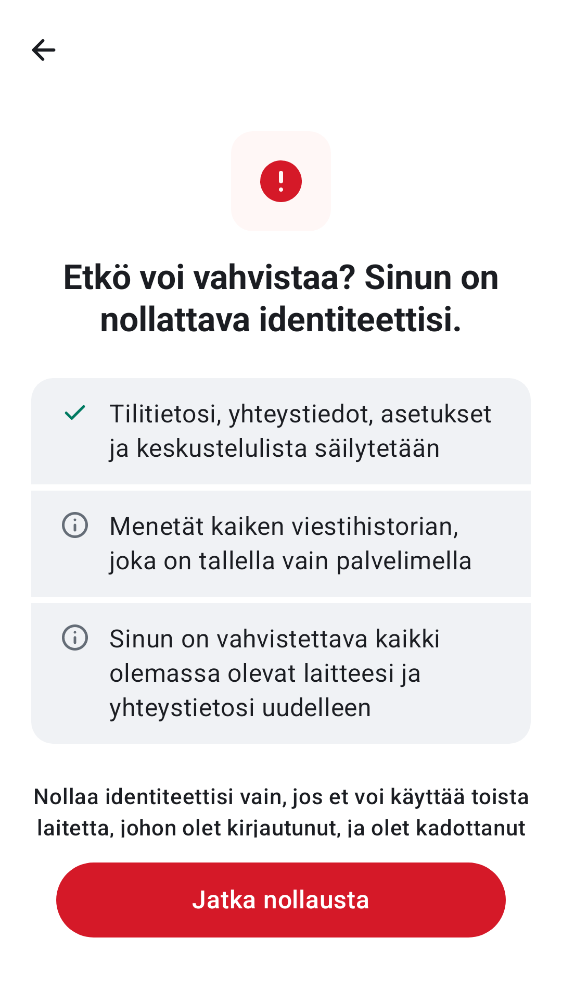 Etkö voi vahvistaa? Sinun on
nollattava identiteettisi.
Tilitietosi, yhteystiedot, asetukset
ja keskustelulista säilytetään
Menetät kaiken viestihistorian,
joka on tallella vain palvelimella
Sinun on vahvistettava kaikki
olemassa olevat laitteesi ja
yhteystietosi uudelleen
Nollaa identiteettisi vain, jos et voi käyttää toista
laitetta, johon olet kirjautunut, ja olet kadottanut
Jatka nollausta